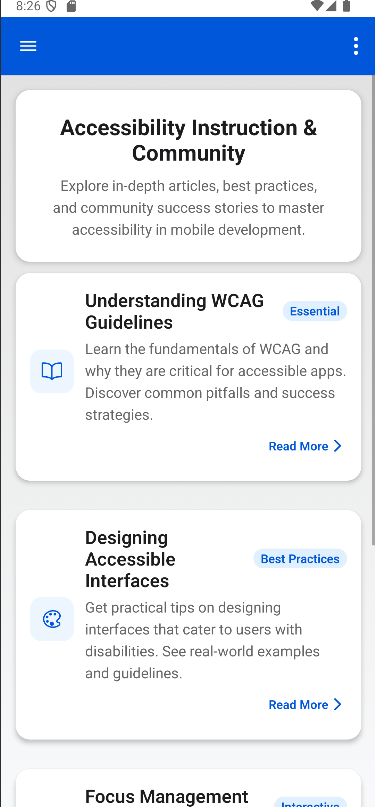 8:26
Accessibility Instruction &
Community
Explore in-depth articles, best practices,
and community success stories to master
accessibility in mobile development.
Understanding WCAG
Guidelines
Essential
Learn the fundamentals of WCAG and
why they are critical for accessible apps.
Discover common pitfalls and success
strategies.
Read More
Designing
Accessible
Interfaces
Best Practices
Get practical tips on designing
interfaces that cater to users with
disabilities. See real-world examples
and guidelines.
Read More
Focus Management
Interactive